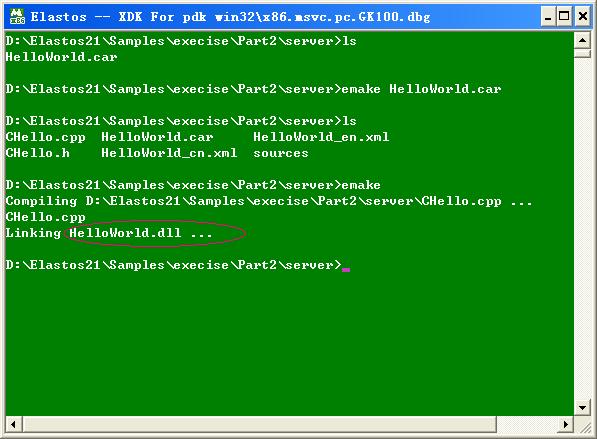 Elastos -- XDK For pdk win32\x86.msvc.pc.GK100.dbg
D:\Elastos21\Samples\execise\Part2\server>ls
HelloWorld.car
D:\Elastos21\Samples\execise\Part2\server>emake HelloWorld.car
D:\Elastos21\Samples\execise\Part2\server>ls
CHello.cpp  HelloWorld.car     HelloWorld_en.xml
CHello.h    HelloWorld_cn.xml  sources
D:\Elastos21\Samples\execise\Part2\server>emake
Compiling D:\Elastos21\Samples\execise\Part2\server\CHello.cpp ...
CHello.cpp
Linking HelloWorld.dll ...
D:\Elastos21\Samples\execise\Part2\server>